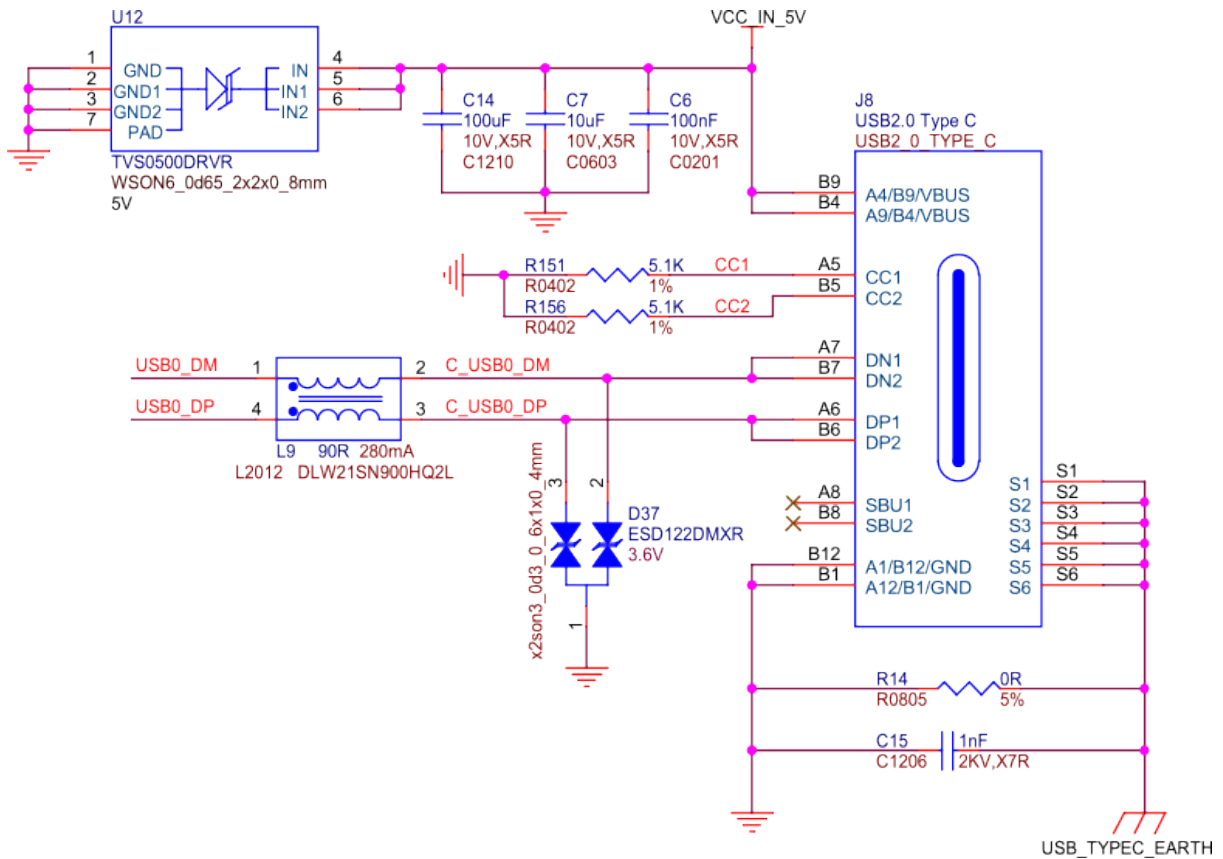 U12
VCC_IN_5V
1 GND IN 4
2 GND1 IN1 5
3 GND2 IN2 6
7 PAD
TVS0500DRVR
WSON6_0d65_2x2x0_8mm
5V
C14
100uF
10V,X5R
C1210
C7
10uF
10V,X5R
C0603
C6
100nF
10V,X5R
C0201
J8
USB2.0 Type C
USB2_0_TYPE_C
B9 A4/B9/VBUS
B4 A9/B4/VBUS
R151 5.1K CC1 A5 CC1
R0402 1%
B5 CC2
R156 5.1K CC2
R0402 1%
A7 DN1
USB0_DM 1 2 C_USB0_DM B7 DN2
USB0_DP 4 3 C_USB0_DP A6 DP1
B6 DP2
L9 90R 280mA
L2012 DLW21SN900HQ2L
x2son3_0d3_0_6x1x0_4mm
3 2
D37
ESD122DMXR
3.6V
1
A8 SBU1
B8 SBU2
B12 A1/B12/GND
B1 A12/B1/GND
S1 S1
S2 S2
S3 S3
S4 S4
S5 S5
S6 S6
R14 0R
R0805 5%
C15 1nF
C1206 2KV,X7R
USB_TYPEC_EARTH